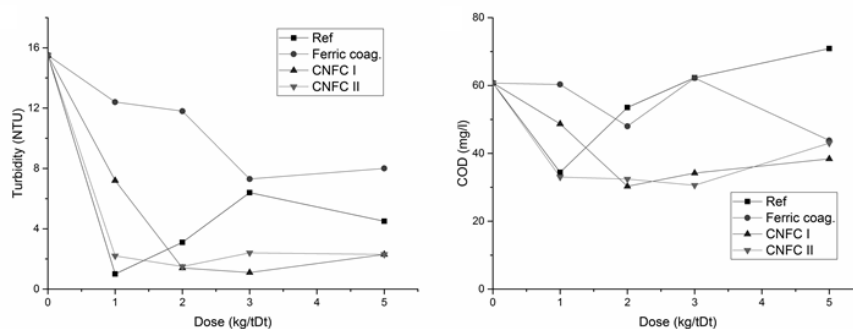 16
12
8
4
0
Turbidity (NTU)
0 1 2 3 4 5
Dose (kg/tDt)
Ref
Ferric coag.
CNFC I
CNFC II
80
60
40
20
0
COD (mg/l)
0 1 2 3 4 5
Dose (kg/tDt)
Ref
Ferric coag.
CNFC I
CNFC II